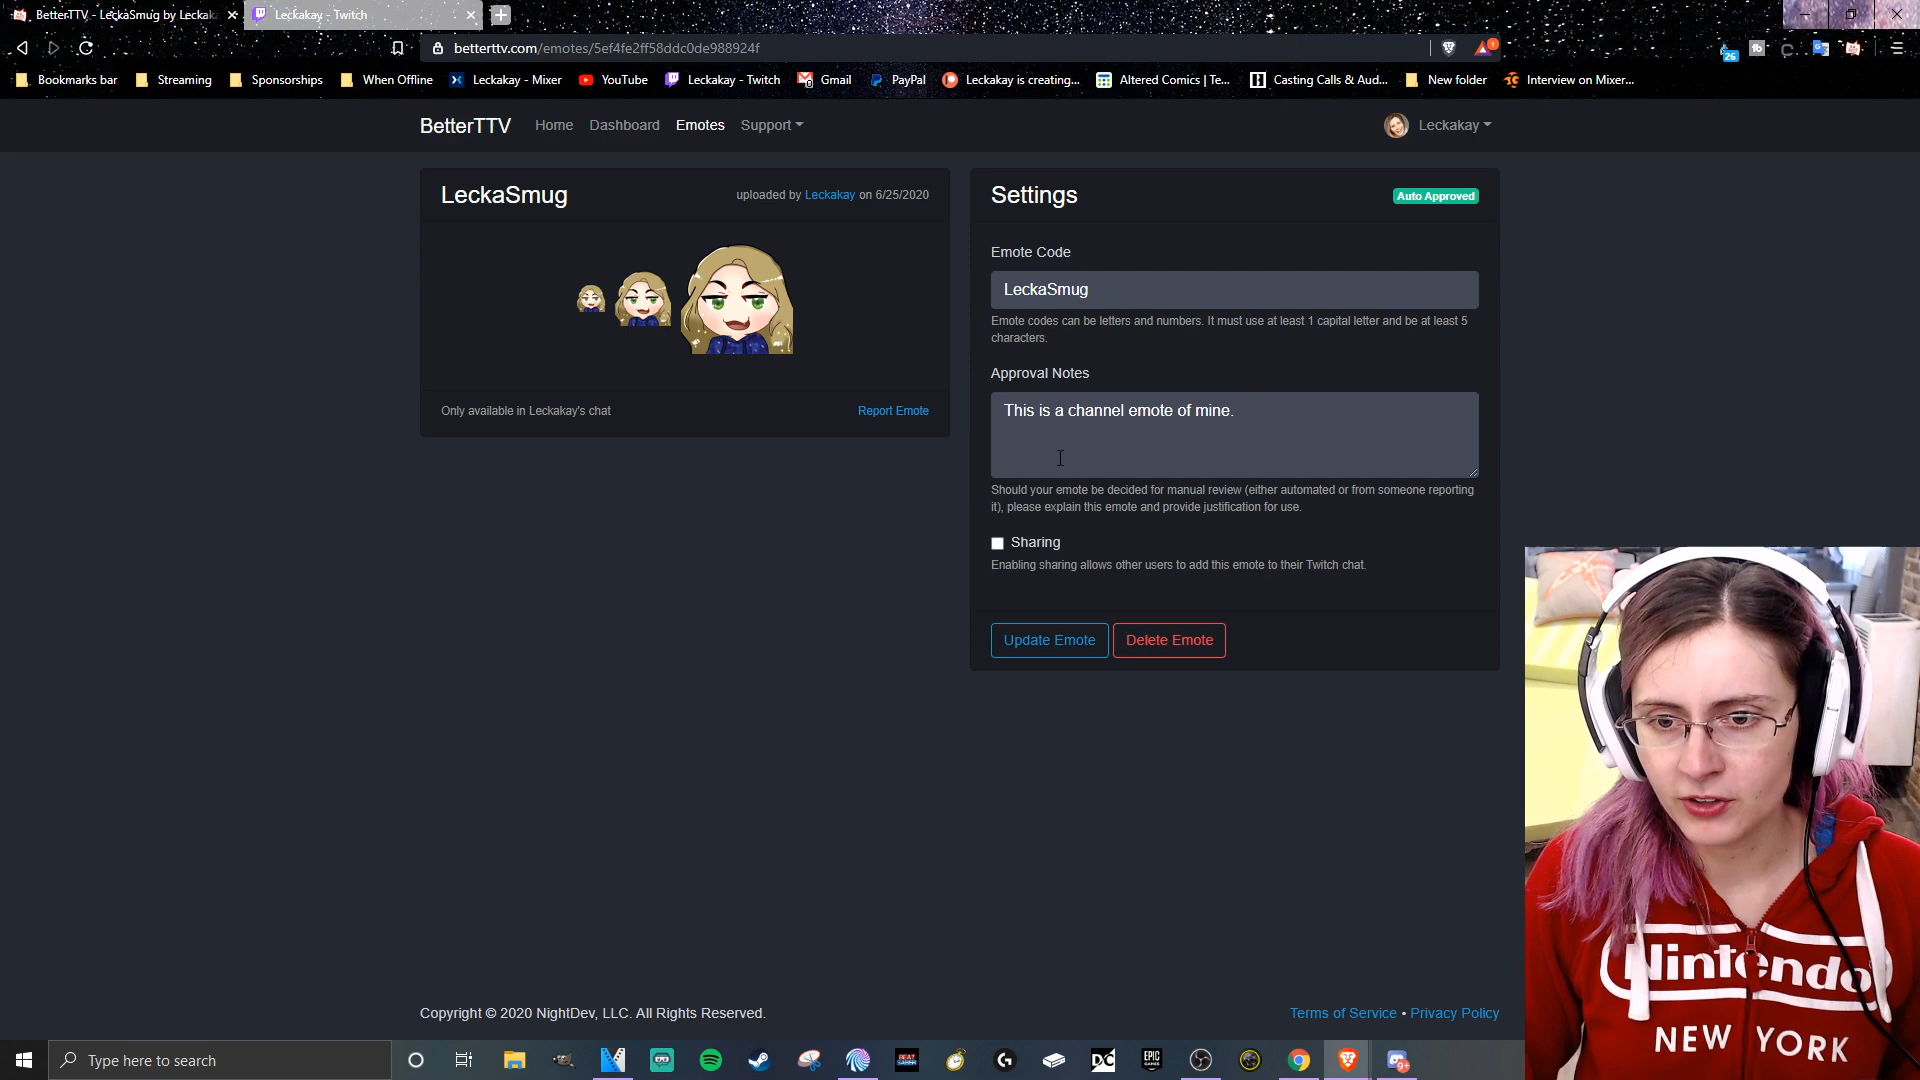 BetterTTV - LeckaSmug by Leckak
Leckakay - Twitch
betterttv.com/emotes/5ef4fe2ff58ddc0de988924f
1
26
Bookmarks bar
Streaming
Sponsorships
When Offline
Leckakay - Mixer
YouTube
Leckakay - Twitch
Gmail
PayPal
Leckakay is creating...
Altered Comics | Te...
Casting Calls & Aud...
New folder
Interview on Mixer...
BetterTTV
Home
Dashboard
Emotes
Support
Leckakay
LeckaSmug
uploaded by Leckakay on 6/25/2020
Only available in Leckakay's chat
Report Emote
Settings
Auto Approved
Emote Code
LeckaSmug
Emote codes can be letters and numbers. It must use at least 1 capital letter and be at least 5
characters.
Approval Notes
This is a channel emote of mine.
Should your emote be decided for manual review (either automated or from someone reporting
it), please explain this emote and provide justification for use.
Sharing
Enabling sharing allows other users to add this emote to their Twitch chat.
Update Emote
Delete Emote
Nintendo
NEW YORK
Copyright © 2020 NightDev, LLC. All Rights Reserved.
Terms of Service • Privacy Policy
Type here to search
BEAT SABER
DC
EPIC GAMES
9+